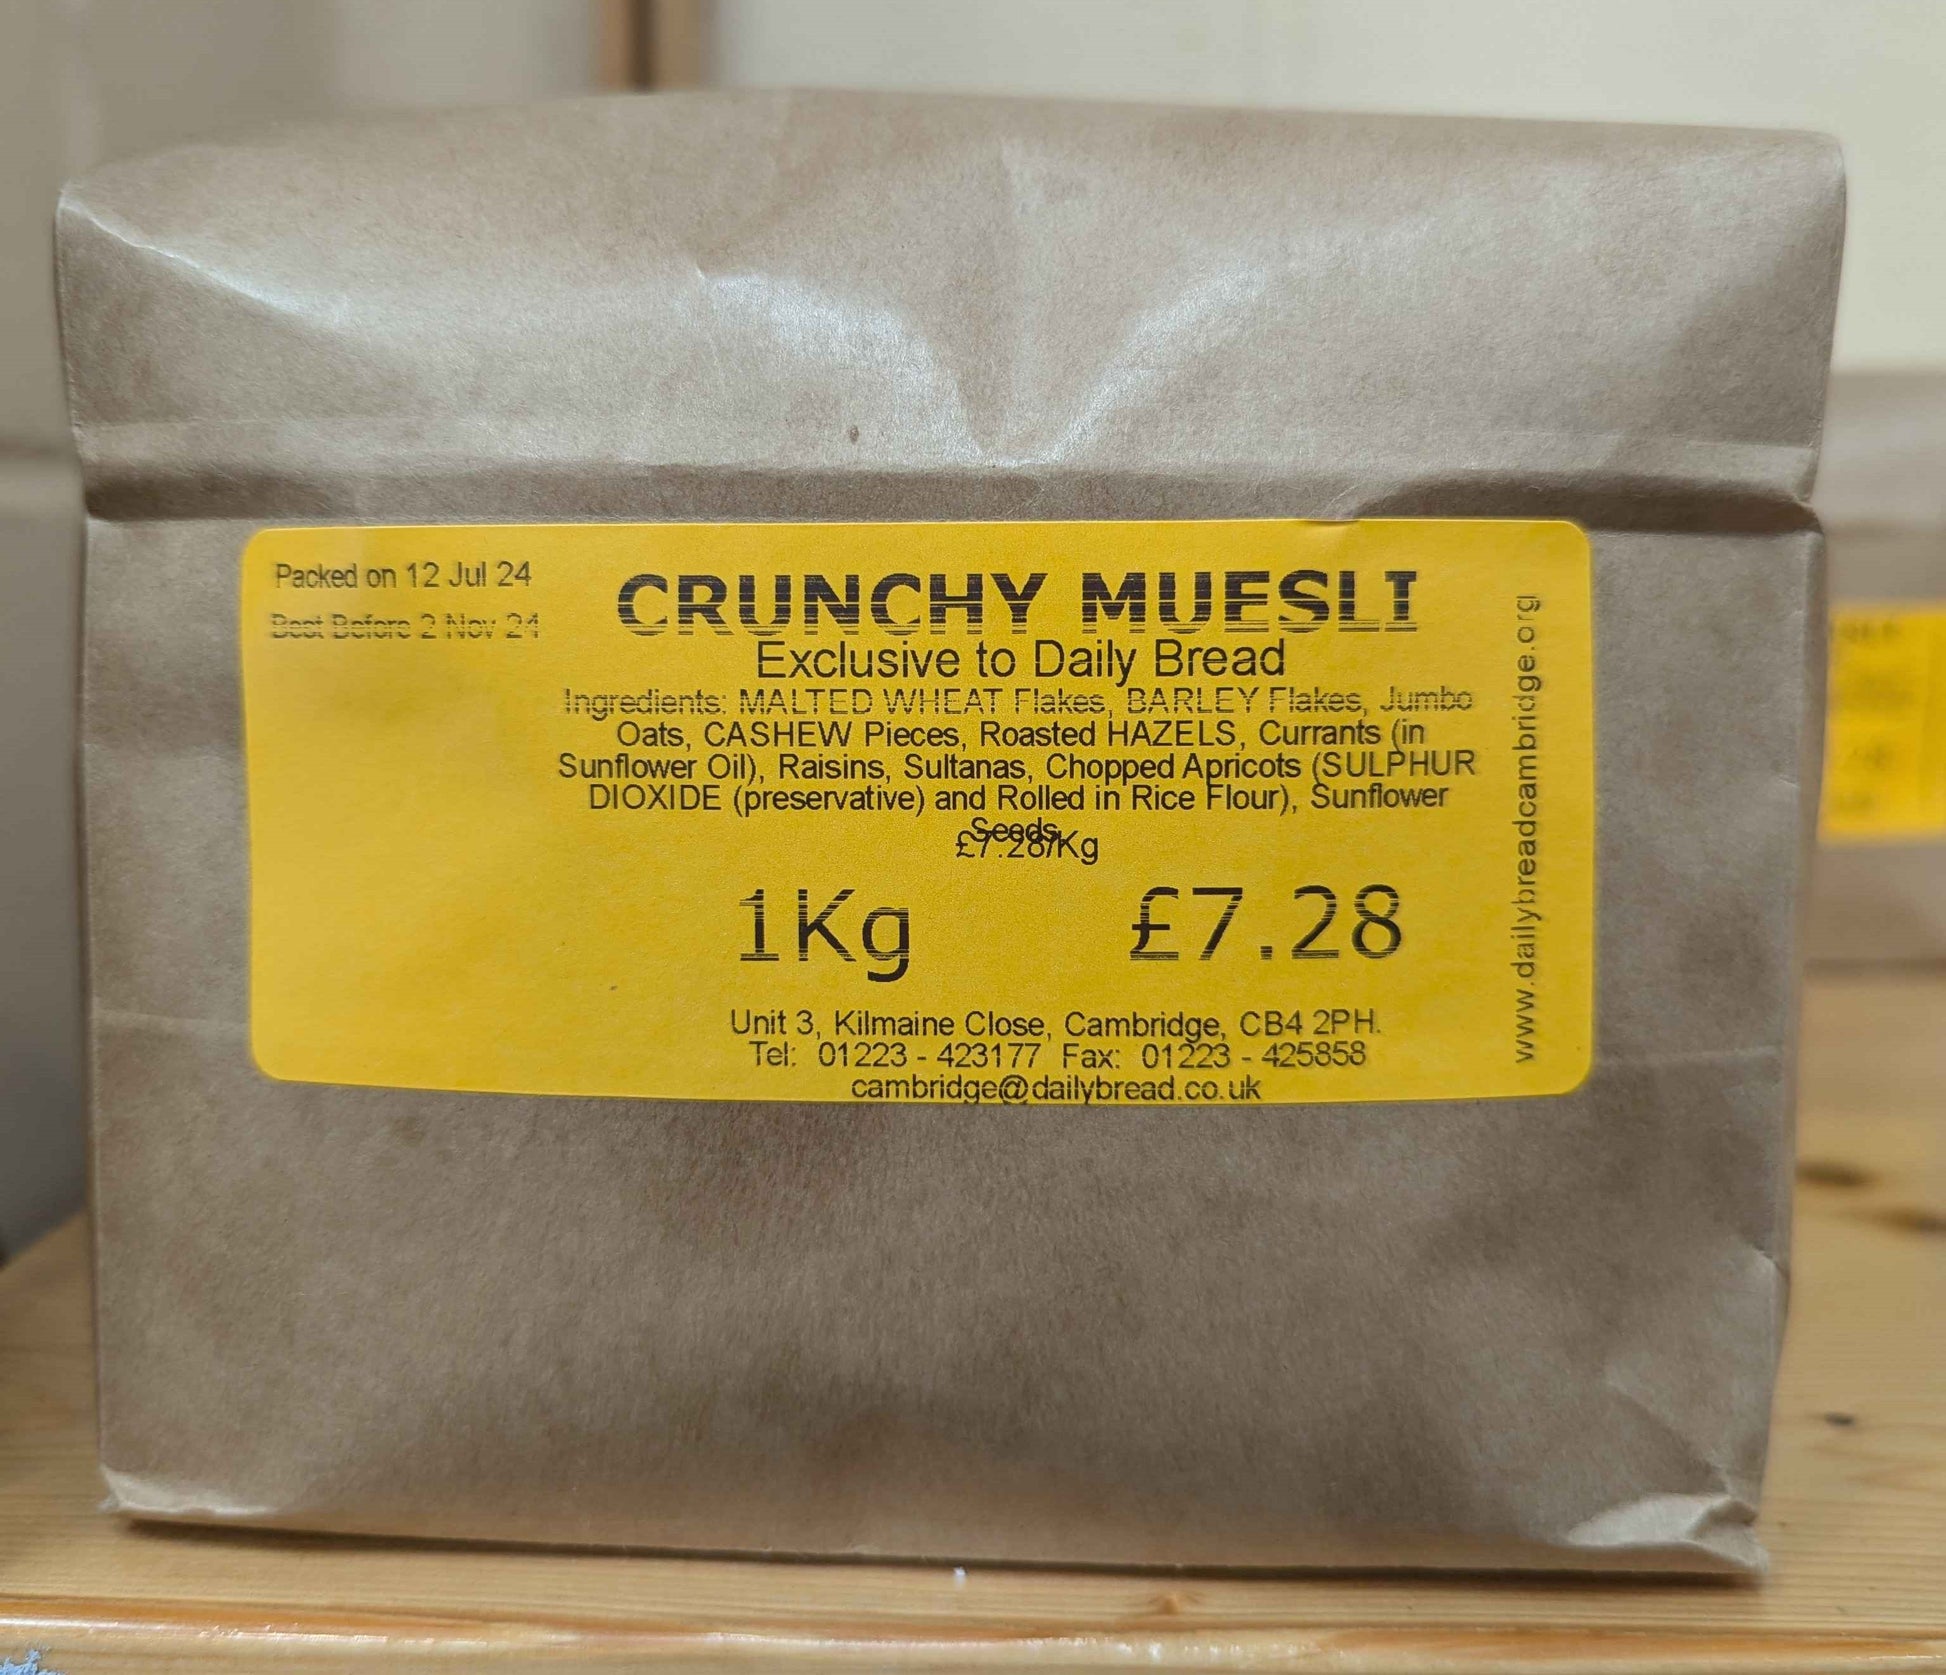 Packed on 12 Jul 24
Best Before 2 Nov 24
CRUNCHY MUESLI
Exclusive to Daily Bread
Ingredients: MALTED WHEAT Flakes, BARLEY Flakes, Jumbo
Oats, CASHEW Pieces, Roasted HAZELS, Currants (in
Sunflower Oil), Raisins, Sultanas, Chopped Apricots (SULPHUR
DIOXIDE (preservative) and Rolled in Rice Flour), Sunflower
Seeds.
£7.28/Kg
1Kg £7.28
Unit 3, Kilmaine Close, Cambridge, CB4 2PH.
Tel: 01223 - 423177 Fax: 01223 - 425858
cambridge@dailybread.co.uk
www.dailybreadcambridge.org